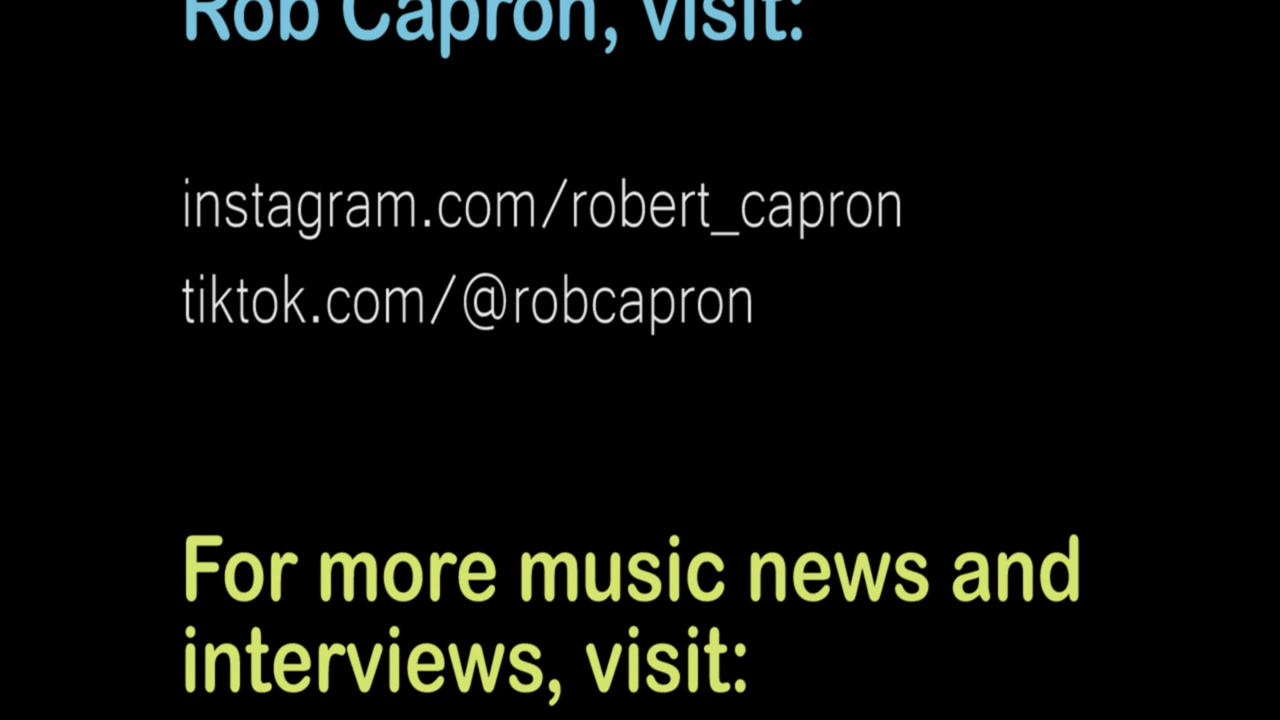 Rob Capron, visit:
instagram.com/robert_capron
tiktok.com/@robcapron
For more music news and
interviews, visit: